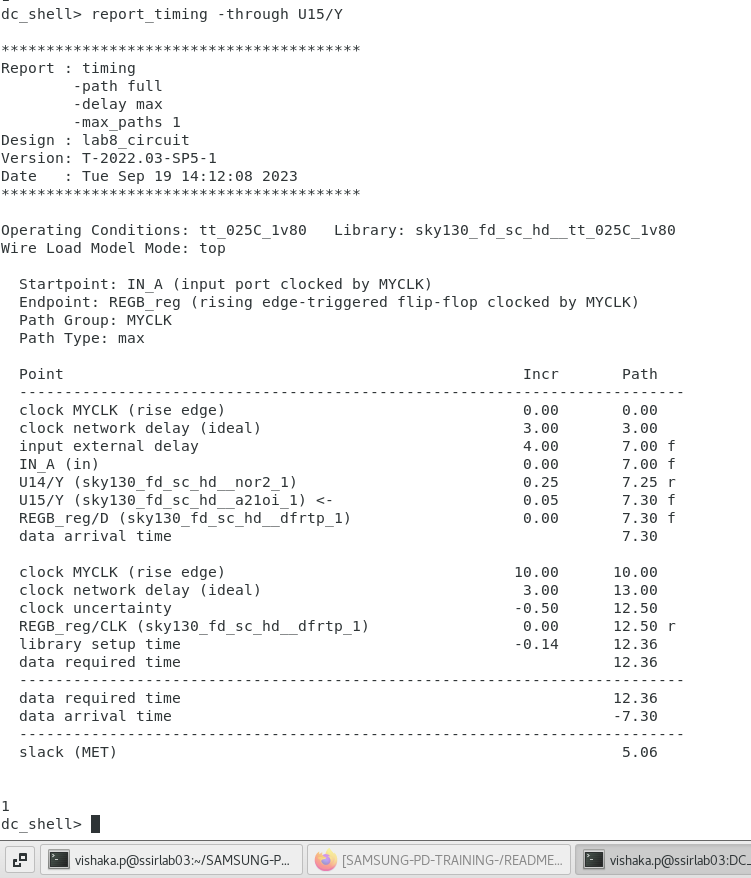 dc_shell> report_timing -through U15/Y
****************************************
Report : timing
        -path full
        -delay max
        -max_paths 1
Design : lab8_circuit
Version: T-2022.03-SP5-1
Date   : Tue Sep 19 14:12:08 2023
****************************************
Operating Conditions: tt_025C_1v80   Library: sky130_fd_sc_hd__tt_025C_1v80
Wire Load Model Mode: top
  Startpoint: IN_A (input port clocked by MYCLK)
  Endpoint: REGB_reg (rising edge-triggered flip-flop clocked by MYCLK)
  Path Group: MYCLK
  Path Type: max
  Point                                                   Incr       Path
  --------------------------------------------------------------------------
  clock MYCLK (rise edge)                                 0.00       0.00
  clock network delay (ideal)                             3.00       3.00
  input external delay                                    4.00       7.00 f
  IN_A (in)                                               0.00       7.00 f
  U14/Y (sky130_fd_sc_hd__nor2_1)                         0.25       7.25 r
  U15/Y (sky130_fd_sc_hd__a21oi_1) <-                     0.05       7.30 f
  REGB_reg/D (sky130_fd_sc_hd__dfrtp_1)                   0.00       7.30 f
  data arrival time                                                  7.30
  clock MYCLK (rise edge)                                10.00      10.00
  clock network delay (ideal)                             3.00      13.00
  clock uncertainty                                      -0.50      12.50
  REGB_reg/CLK (sky130_fd_sc_hd__dfrtp_1)                 0.00      12.50 r
  library setup time                                     -0.14      12.36
  data required time                                                12.36
  --------------------------------------------------------------------------
  data required time                                                12.36
  data arrival time                                                 -7.30
  --------------------------------------------------------------------------
  slack (MET)                                                        5.06
1
dc_shell>
vishaka.p@ssirlab03:~/SAMSUNG-P... [SAMSUNG-PD-TRAINING-/README... vishaka.p@ssirlab03:DC_